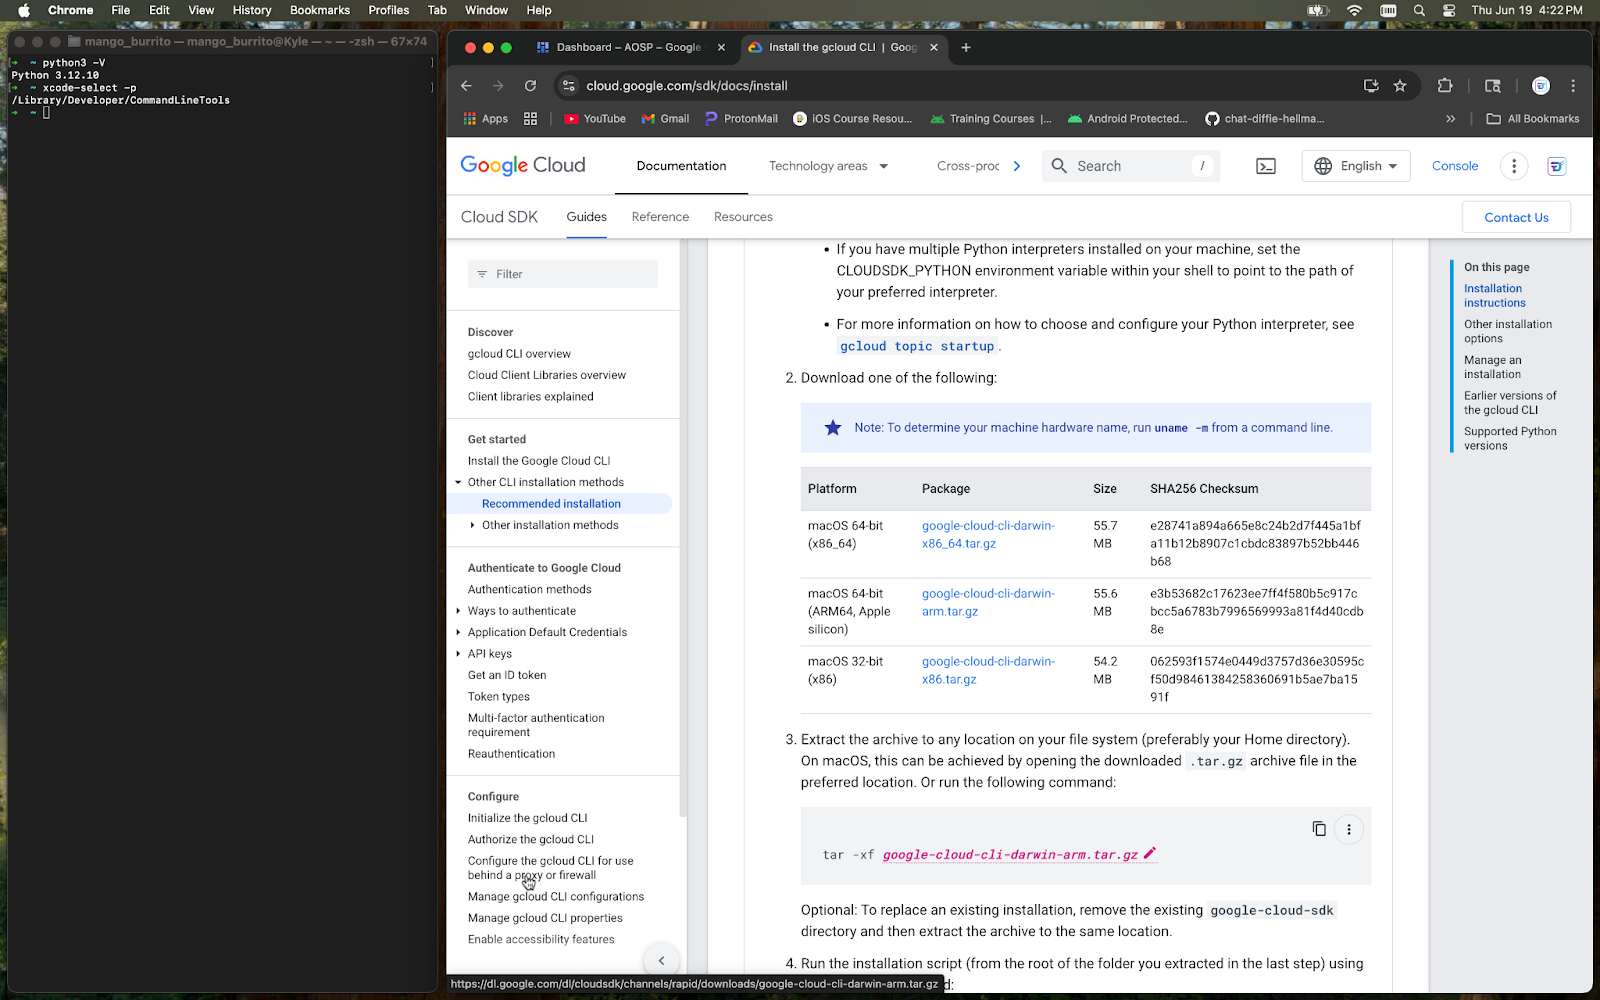 Chrome File Edit View History Bookmarks Profiles Tab Window Help Thu Jun 19 4:22 PM
mango_burrito — mango_burrito@Kyle — ~ — -zsh — 67×74
~ python3 -V
Python 3.12.10
~ xcode-select -p
/Library/Developer/CommandLineTools
~
Dashboard – AOSP – Google
Install the gcloud CLI | Goog
cloud.google.com/sdk/docs/install
Apps YouTube Gmail ProtonMail iOS Course Resou... Training Courses |... Android Protected... chat-diffie-hellma... » All Bookmarks
Google Cloud Documentation Technology areas Cross-proc Search / English Console
Cloud SDK Guides Reference Resources Contact Us
Filter
Discover
gcloud CLI overview
Cloud Client Libraries overview
Client libraries explained
Get started
Install the Google Cloud CLI
Other CLI installation methods
Recommended installation
Other installation methods
Authenticate to Google Cloud
Authentication methods
Ways to authenticate
Application Default Credentials
API keys
Get an ID token
Token types
Multi-factor authentication
requirement
Reauthentication
Configure
Initialize the gcloud CLI
Authorize the gcloud CLI
Configure the gcloud CLI for use
behind a proxy or firewall
Manage gcloud CLI configurations
Manage gcloud CLI properties
Enable accessibility features
• If you have multiple Python interpreters installed on your machine, set the
CLOUDSDK_PYTHON environment variable within your shell to point to the path of
your preferred interpreter.
• For more information on how to choose and configure your Python interpreter, see
gcloud topic startup.
2. Download one of the following:
Note: To determine your machine hardware name, run uname -m from a command line.
Platform Package Size SHA256 Checksum
macOS 64-bit google-cloud-cli-darwin- 55.7 e28741a894a665e8c24b2d7f445a1bf
(x86_64) x86_64.tar.gz MB a11b12b8907c1cbdc83897b52bb446
b68
macOS 64-bit google-cloud-cli-darwin- 55.6 e3b53682c17623ee7ff4f580b5c917c
(ARM64, Apple arm.tar.gz MB bcc5a6783b7996569993a81f4d40cdb
silicon) 8e
macOS 32-bit google-cloud-cli-darwin- 54.2 062593f1574e0449d3757d36e30595c
(x86) x86.tar.gz MB f50d98461384258360691b5ae7ba15
91f
3. Extract the archive to any location on your file system (preferably your Home directory).
On macOS, this can be achieved by opening the downloaded .tar.gz archive file in the
preferred location. Or run the following command:
tar -xf google-cloud-cli-darwin-arm.tar.gz
Optional: To replace an existing installation, remove the existing google-cloud-sdk
directory and then extract the archive to the same location.
4. Run the installation script (from the root of the folder you extracted in the last step) using
d:
On this page
Installation
instructions
Other installation
options
Manage an
installation
Earlier versions of
the gcloud CLI
Supported Python
versions
https://dl.google.com/dl/cloudsdk/channels/rapid/downloads/google-cloud-cli-darwin-arm.tar.gz